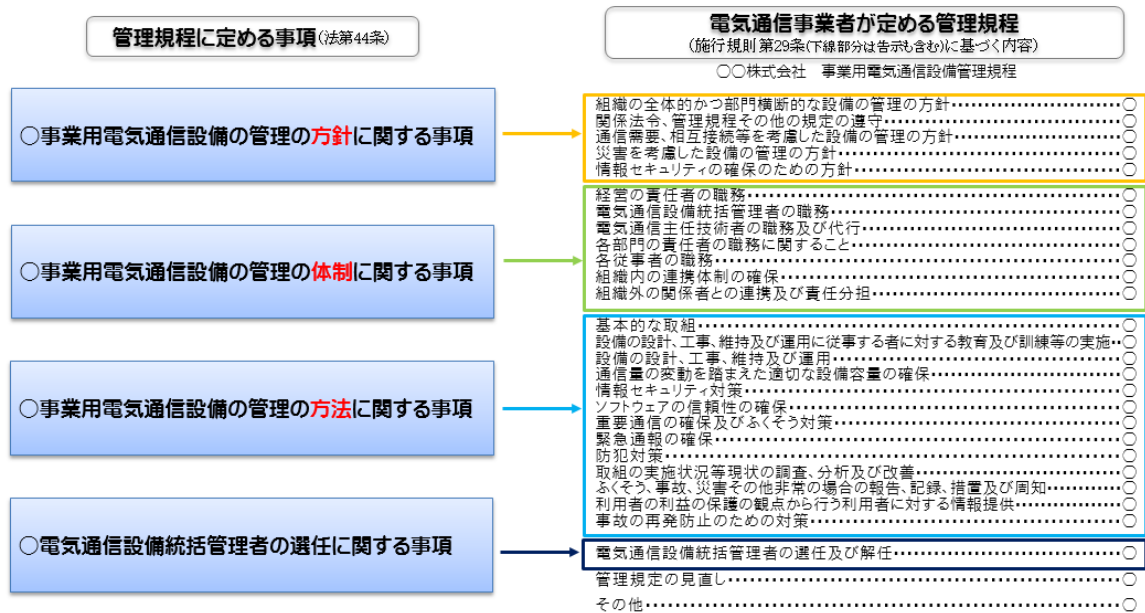 管理規程に定める事項(法第44条)
○事業用電気通信設備の管理の方針に関する事項
○事業用電気通信設備の管理の体制に関する事項
○事業用電気通信設備の管理の方法に関する事項
○電気通信設備統括管理者の選任に関する事項
電気通信事業者が定める管理規程
(施行規則第29条(下線部分は告示も含む)に基づく内容)
○○株式会社　事業用電気通信設備管理規程
組織の全体的かつ部門横断的な設備の管理の方針・・・○
関係法令、管理規程その他の規定の遵守・・・○
通信需要、相互接続等を考慮した設備の管理の方針・・・○
災害を考慮した設備の管理の方針・・・○
情報セキュリティの確保のための方針・・・○
経営の責任者の職務・・・○
電気通信設備統括管理者の職務・・・○
電気通信主任技術者の職務及び代行・・・○
各部門の責任者の職務に関すること・・・○
各従事者の職務・・・○
組織内の連携体制の確保・・・○
組織外の関係者との連携及び責任分担・・・○
基本的な取組・・・○
設備の設計、工事、維持及び運用に従事する者に対する教育及び訓練等の実施・・○
設備の設計、工事、維持及び運用・・・○
通信量の変動を踏まえた適切な設備容量の確保・・・○
情報セキュリティ対策・・・○
ソフトウェアの信頼性の確保・・・○
重要通信の確保及びふくそう対策・・・○
緊急通報の確保・・・○
防犯対策・・・○
取組の実施状況等現状の調査、分析及び改善・・・○
ふくそう、事故、災害その他非常の場合の報告、記録、措置及び周知・・・○
利用者の利益の保護の観点から行う利用者に対する情報提供・・・○
事故の再発防止のための対策・・・○
電気通信設備統括管理者の選任及び解任・・・○
管理規定の見直し・・・○
その他・・・○